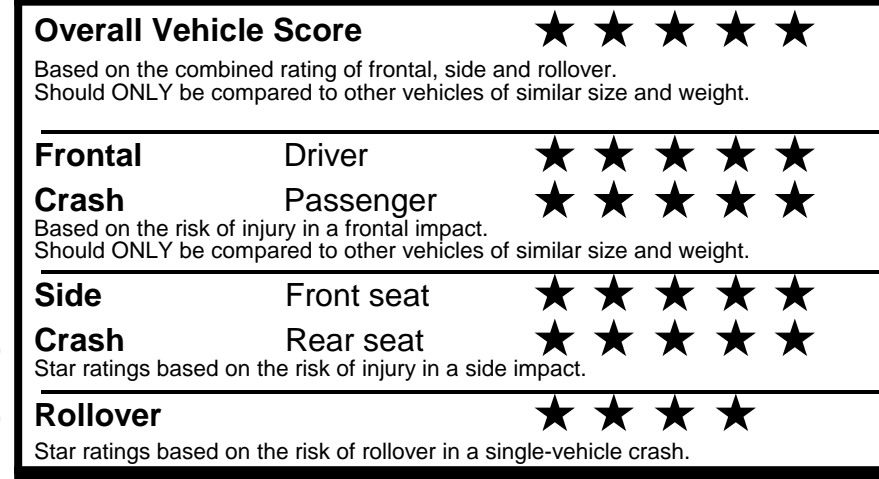 Overall Vehicle Score ★ ★ ★ ★ ★
Based on the combined rating of frontal, side and rollover.
Should ONLY be compared to other vehicles of similar size and weight.
Frontal Driver ★ ★ ★ ★ ★
Crash Passenger ★ ★ ★ ★ ★
Based on the risk of injury in a frontal impact.
Should ONLY be compared to other vehicles of similar size and weight.
Side Front seat ★ ★ ★ ★ ★
Crash Rear seat ★ ★ ★ ★ ★
Star ratings based on the risk of injury in a side impact.
Rollover ★ ★ ★ ★
Star ratings based on the risk of rollover in a single-vehicle crash.